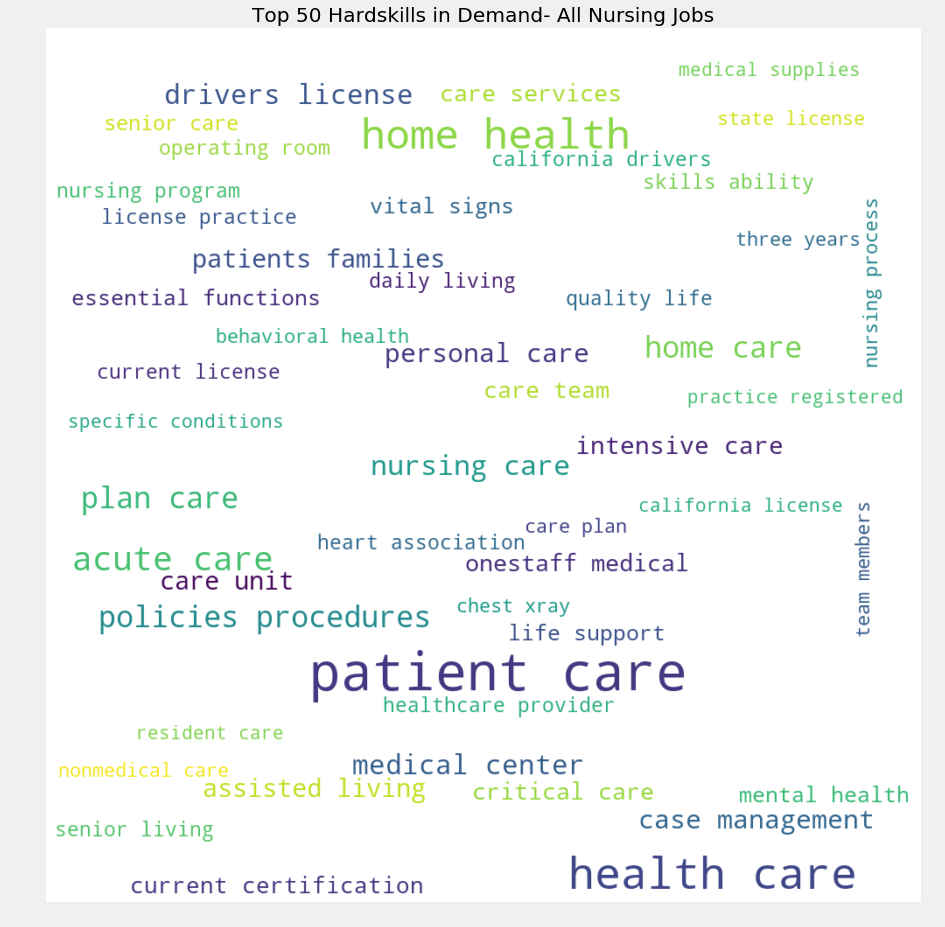 Top 50 Hardskills in Demand- All Nursing Jobs
medical supplies
drivers license
care services
senior care
state license
home health
operating room
california drivers
skills ability
nursing program
license practice
vital signs
three years
nursing process
patients families
daily living
essential functions
quality life
behavioral health
personal care
home care
current license
care team
practice registered
specific conditions
intensive care
nursing care
plan care
california license
care plan
heart association
team members
acute care
onestaff medical
care unit
chest xray
policies procedures
life support
patient care
healthcare provider
resident care
medical center
nonmedical care
assisted living
critical care
mental health
case management
senior living
health care
current certification